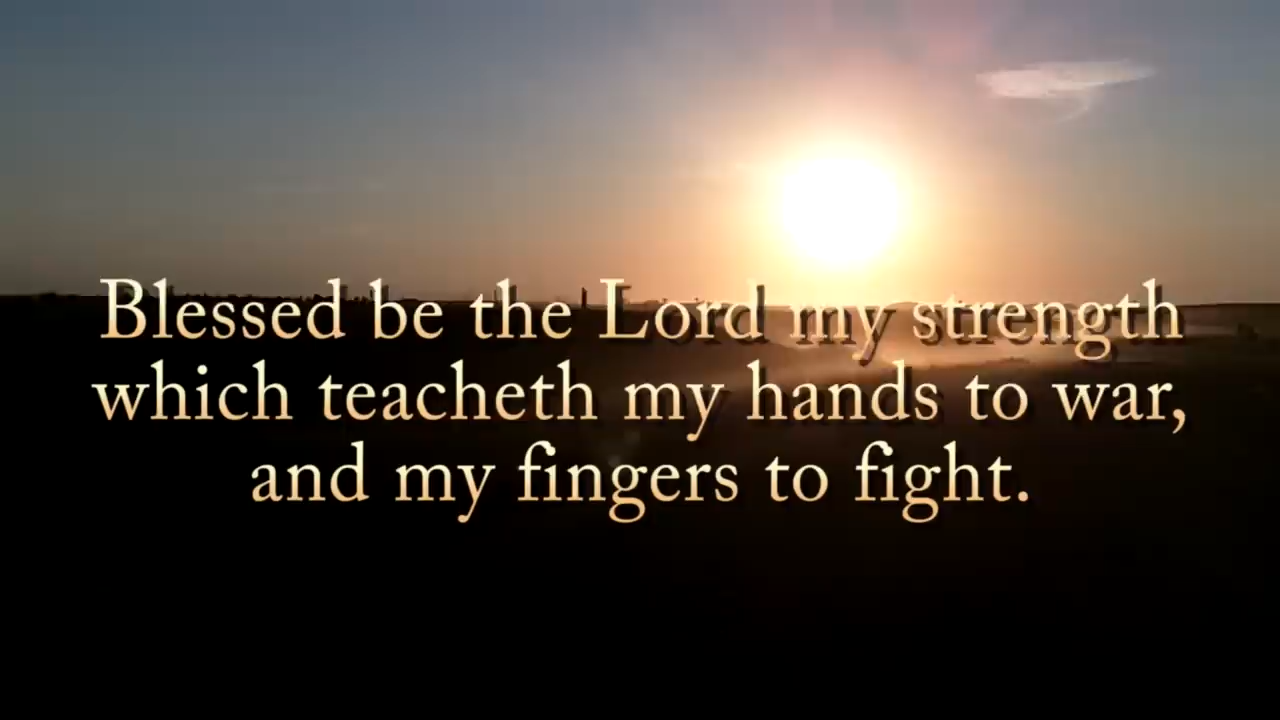 Blessed be the Lord my strength
which teacheth my hands to war,
and my fingers to fight.